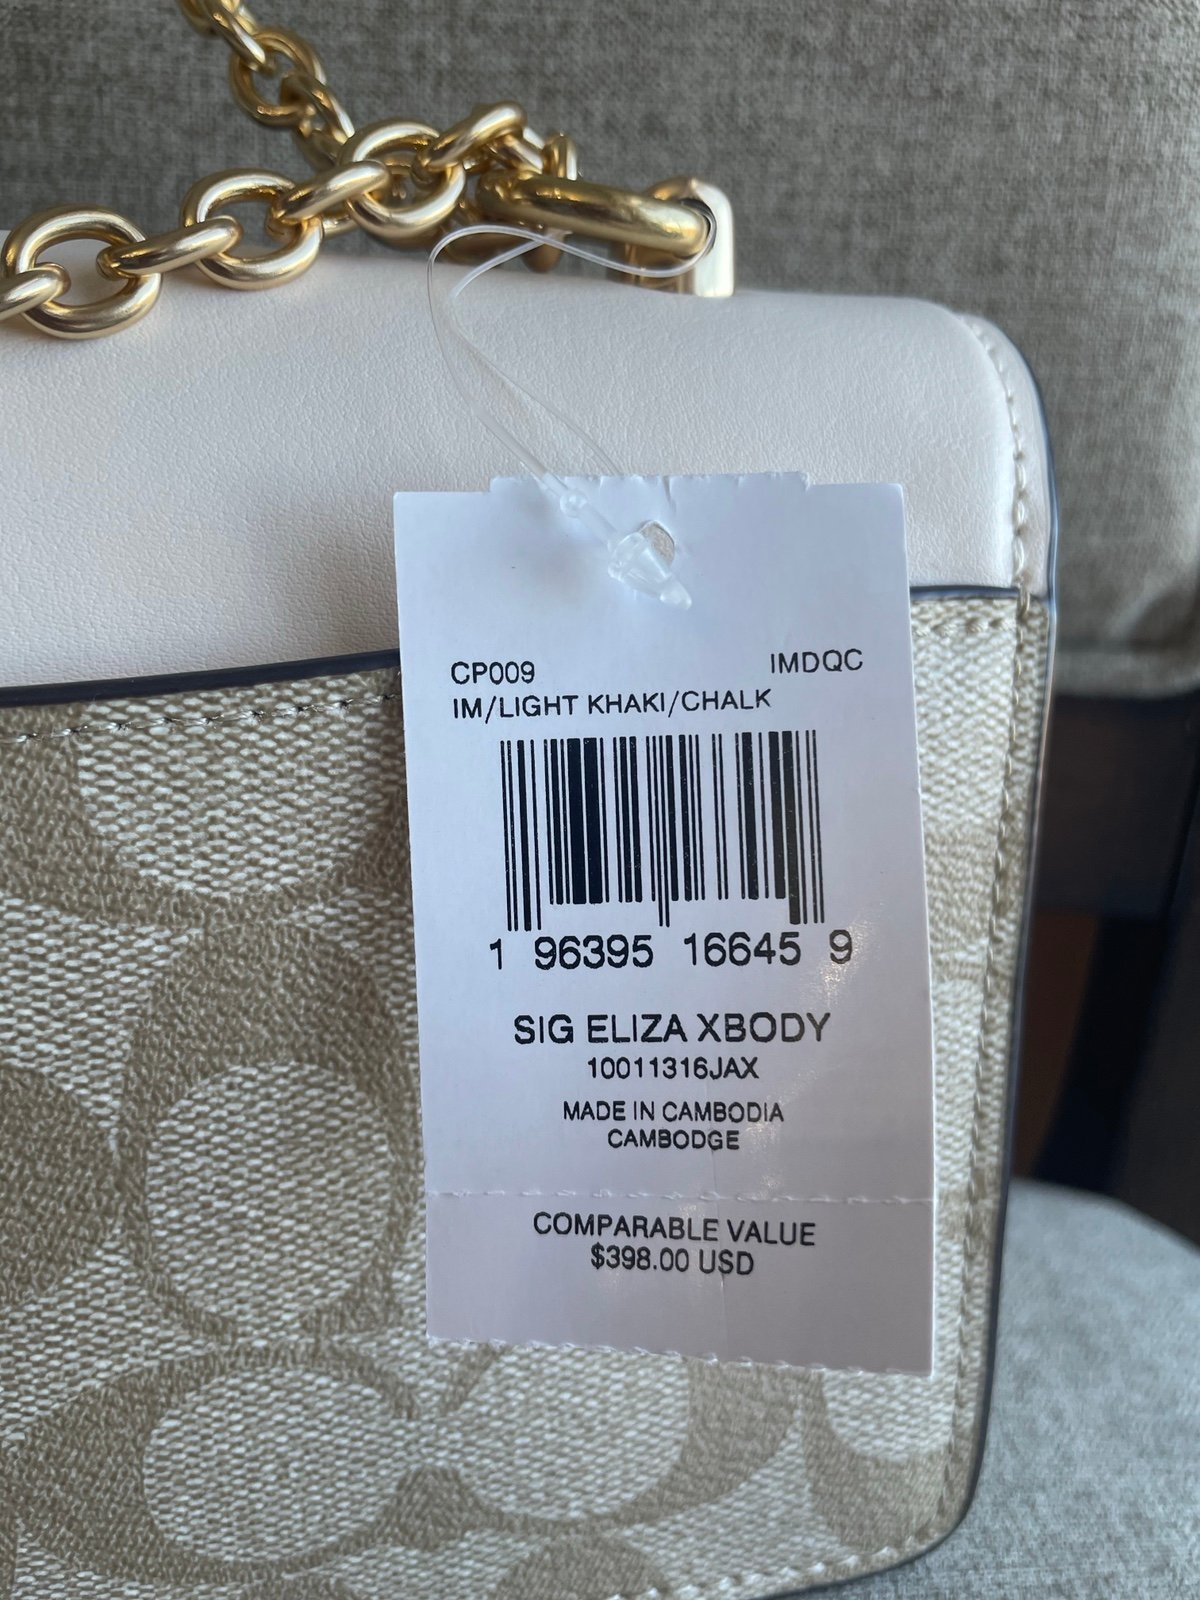 CP009 IMDQC
IM/LIGHT KHAKI/CHALK
1 96395 16645 9
SIG ELIZA XBODY
10011316JAX
MADE IN CAMBODIA
CAMBODGE
COMPARABLE VALUE
$398.00 USD